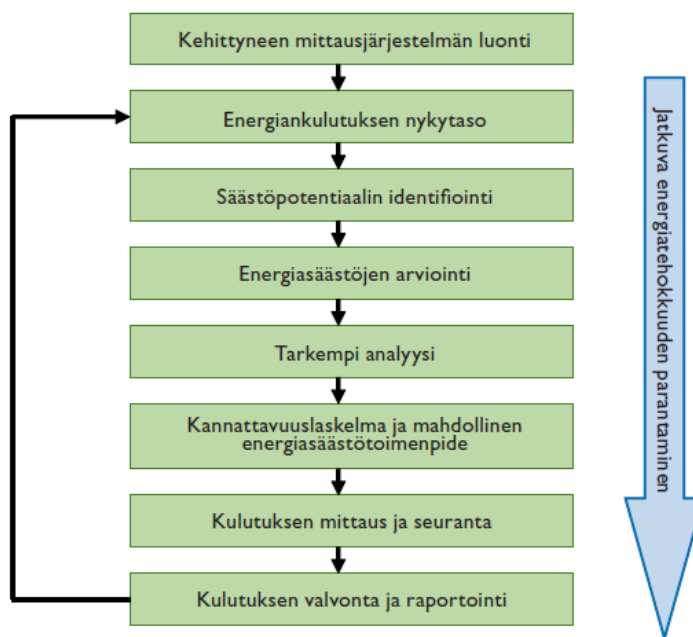 Kehittyneen mittausjärjestelmän luonti
Energiankulutuksen nykytaso
Säästöpotentiaalin identifiointi
Energiasäästöjen arviointi
Tarkempi analyysi
Kannattavuuslaskelma ja mahdollinen
energiasäästötoimenpide
Kulutuksen mittaus ja seuranta
Kulutuksen valvonta ja raportointi
Jatkuva energiatehokkuuden parantaminen